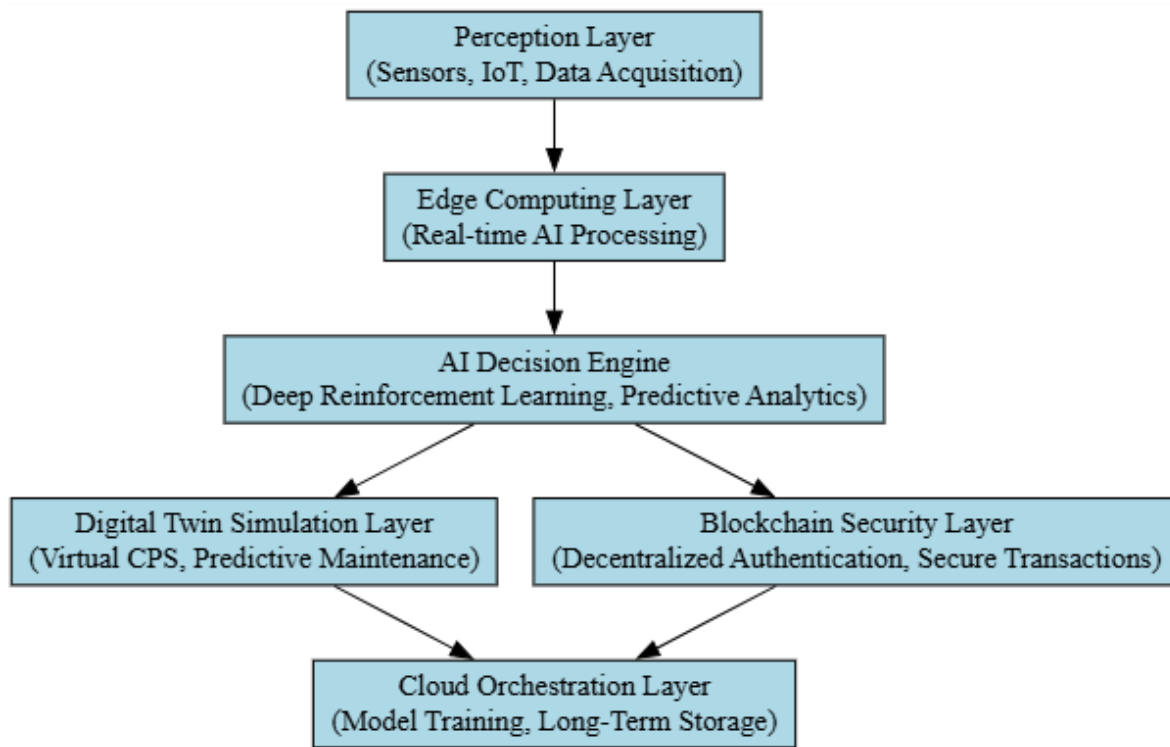 Perception Layer
(Sensors, IoT, Data Acquisition)
Edge Computing Layer
(Real-time AI Processing)
AI Decision Engine
(Deep Reinforcement Learning, Predictive Analytics)
Digital Twin Simulation Layer
(Virtual CPS, Predictive Maintenance)
Blockchain Security Layer
(Decentralized Authentication, Secure Transactions)
Cloud Orchestration Layer
(Model Training, Long-Term Storage)